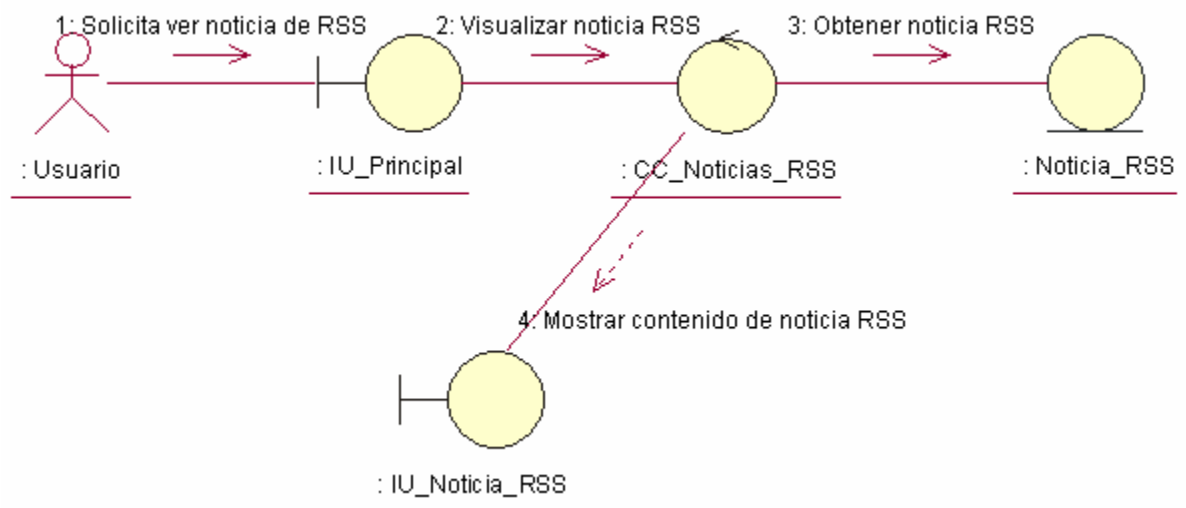 1: Solicita ver noticia de RSS
2: Visualizar noticia RSS
3: Obtener noticia RSS
: Usuario
: IU_Principal
: CC_Noticias_RSS
: Noticia_RSS
4: Mostrar contenido de noticia RSS
: IU_Noticia_RSS